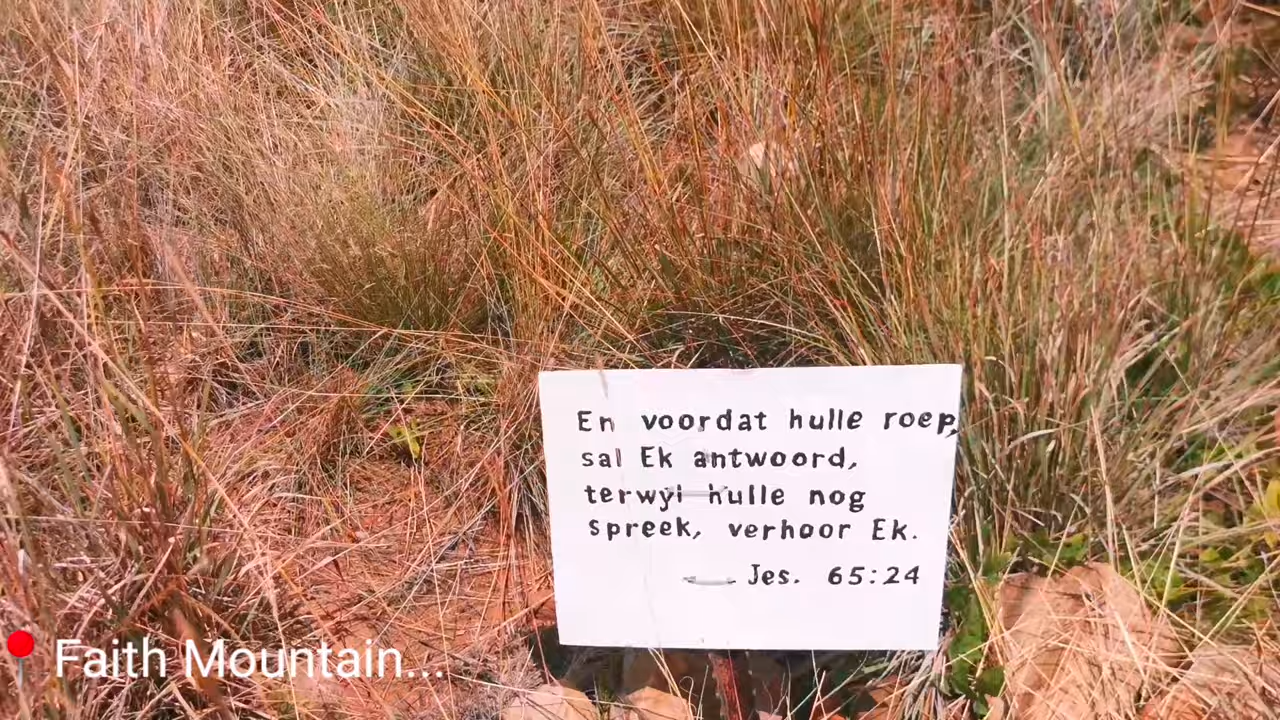 En voordat hulle roep,
sal Ek antwoord,
terwyl hulle nog
spreek, verhoor Ek.
— Jes. 65:24
Faith Mountain...